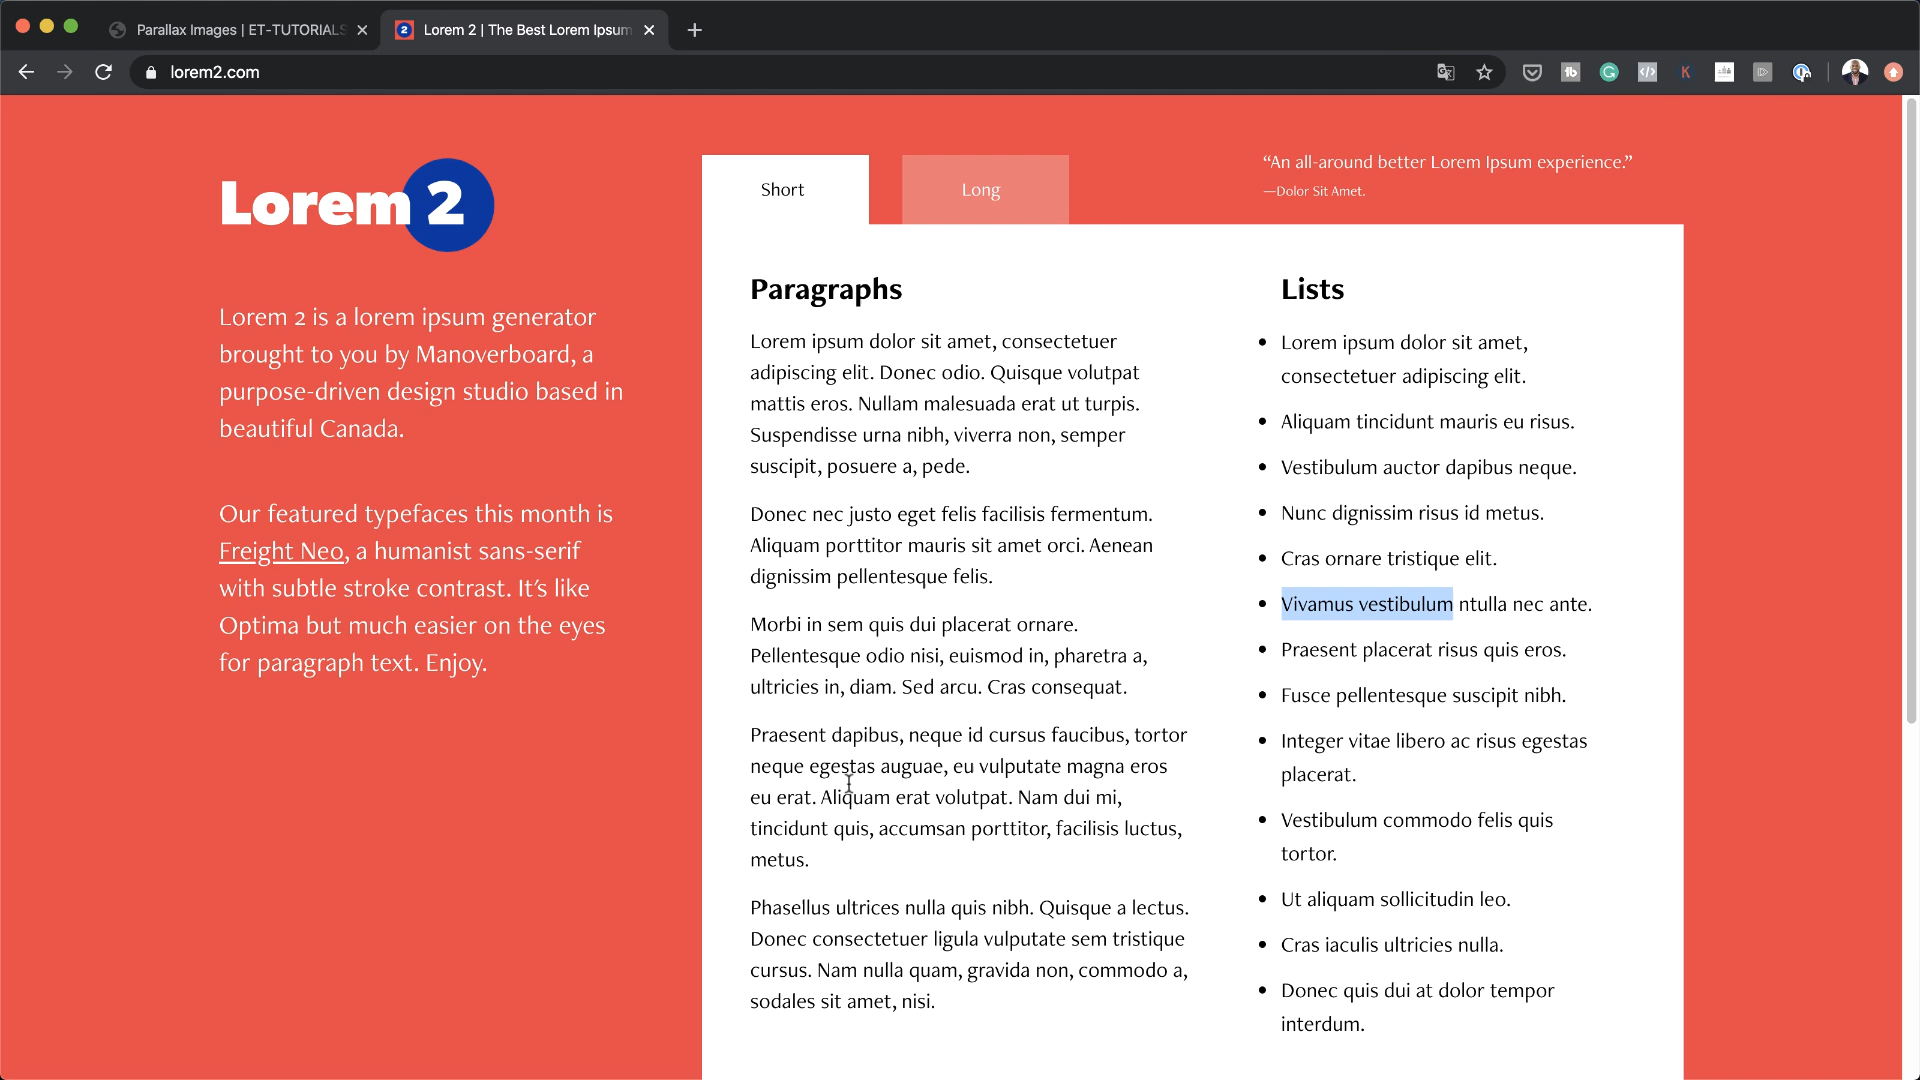 Parallax Images | ET-TUTORIALS
Lorem 2 | The Best Lorem Ipsum
lorem2.com
Lorem 2
Lorem 2 is a lorem ipsum generator
brought to you by Manoverboard, a
purpose-driven design studio based in
beautiful Canada.
Our featured typefaces this month is
Freight Neo, a humanist sans-serif
with subtle stroke contrast. It's like
Optima but much easier on the eyes
for paragraph text. Enjoy.
Short
Long
“An all-around better Lorem Ipsum experience.”
—Dolor Sit Amet.
Paragraphs
Lorem ipsum dolor sit amet, consectetuer
adipiscing elit. Donec odio. Quisque volutpat
mattis eros. Nullam malesuada erat ut turpis.
Suspendisse urna nibh, viverra non, semper
suscipit, posuere a, pede.
Donec nec justo eget felis facilisis fermentum.
Aliquam porttitor mauris sit amet orci. Aenean
dignissim pellentesque felis.
Morbi in sem quis dui placerat ornare.
Pellentesque odio nisi, euismod in, pharetra a,
ultricies in, diam. Sed arcu. Cras consequat.
Praesent dapibus, neque id cursus faucibus, tortor
neque egestas auguae, eu vulputate magna eros
eu erat. Aliquam erat volutpat. Nam dui mi,
tincidunt quis, accumsan porttitor, facilisis luctus,
metus.
Phasellus ultrices nulla quis nibh. Quisque a lectus.
Donec consectetuer ligula vulputate sem tristique
cursus. Nam nulla quam, gravida non, commodo a,
sodales sit amet, nisi.
Lists
Lorem ipsum dolor sit amet,
consectetuer adipiscing elit.
Aliquam tincidunt mauris eu risus.
Vestibulum auctor dapibus neque.
Nunc dignissim risus id metus.
Cras ornare tristique elit.
Vivamus vestibulum ntulla nec ante.
Praesent placerat risus quis eros.
Fusce pellentesque suscipit nibh.
Integer vitae libero ac risus egestas
placerat.
Vestibulum commodo felis quis
tortor.
Ut aliquam sollicitudin leo.
Cras iaculis ultricies nulla.
Donec quis dui at dolor tempor
interdum.